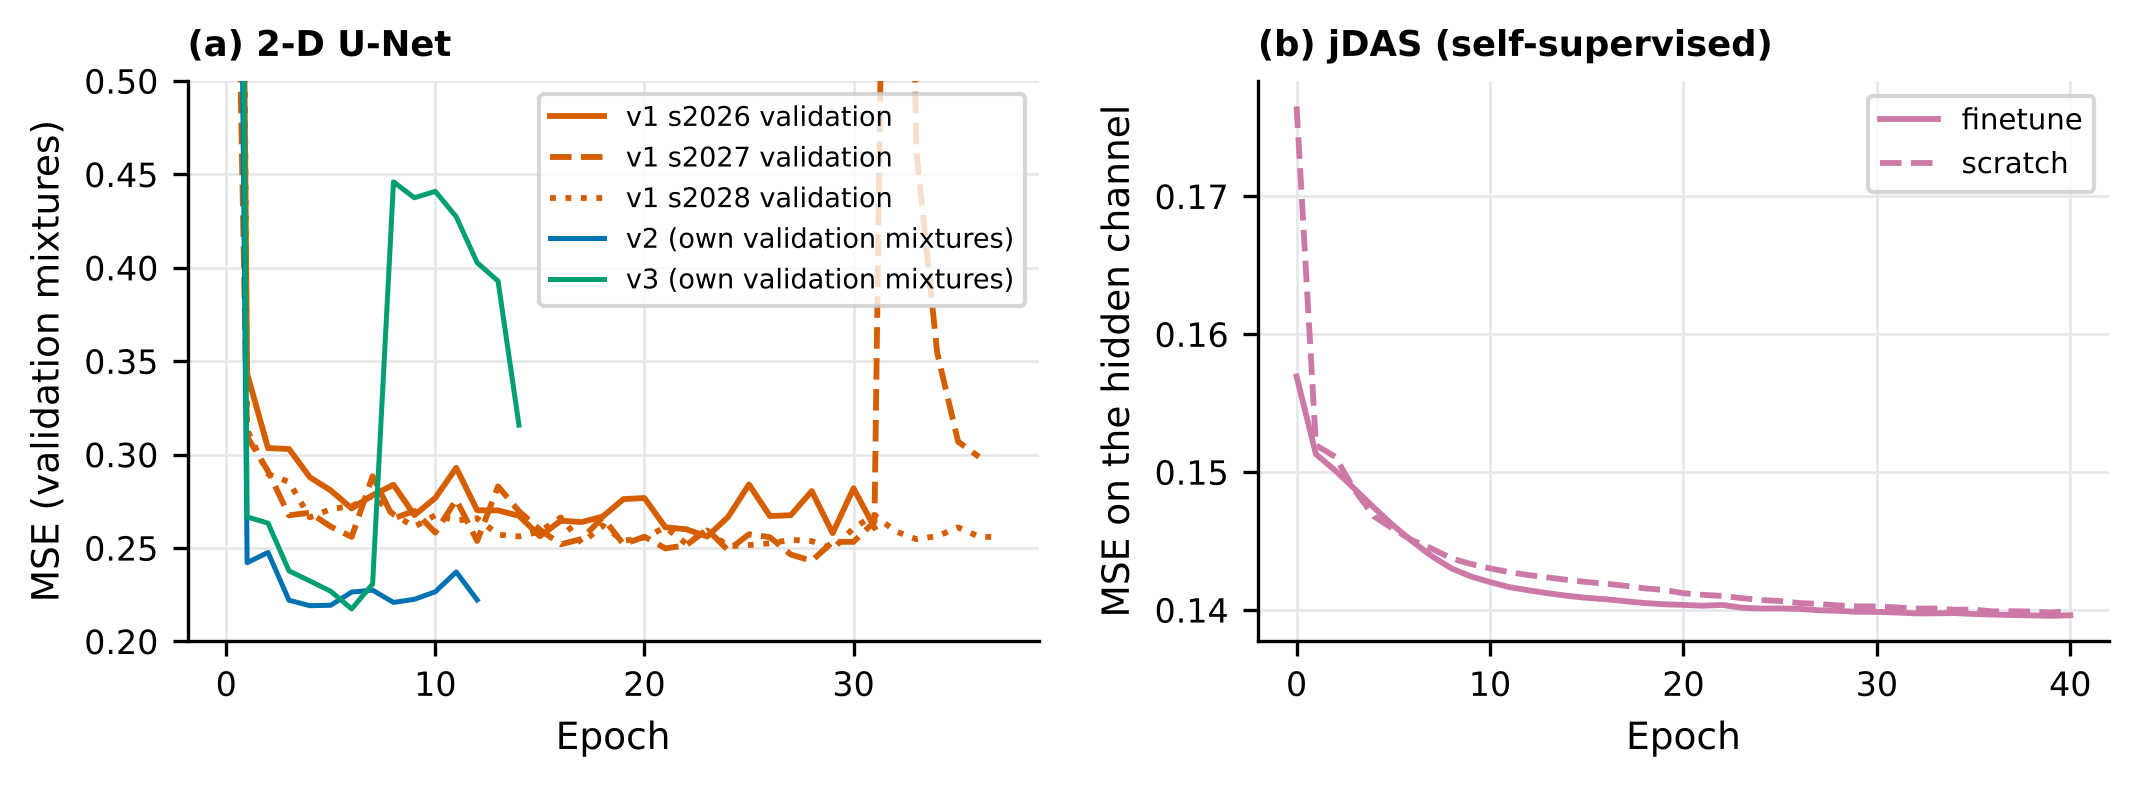 (a) 2-D U-Net
MSE (validation mixtures)
0.50
0.45
0.40
0.35
0.30
0.25
0.20
0
10
20
30
Epoch
v1 s2026 validation
v1 s2027 validation
v1 s2028 validation
v2 (own validation mixtures)
v3 (own validation mixtures)
(b) jDAS (self-supervised)
MSE on the hidden channel
0.17
0.16
0.15
0.14
0
10
20
30
40
Epoch
finetune
scratch